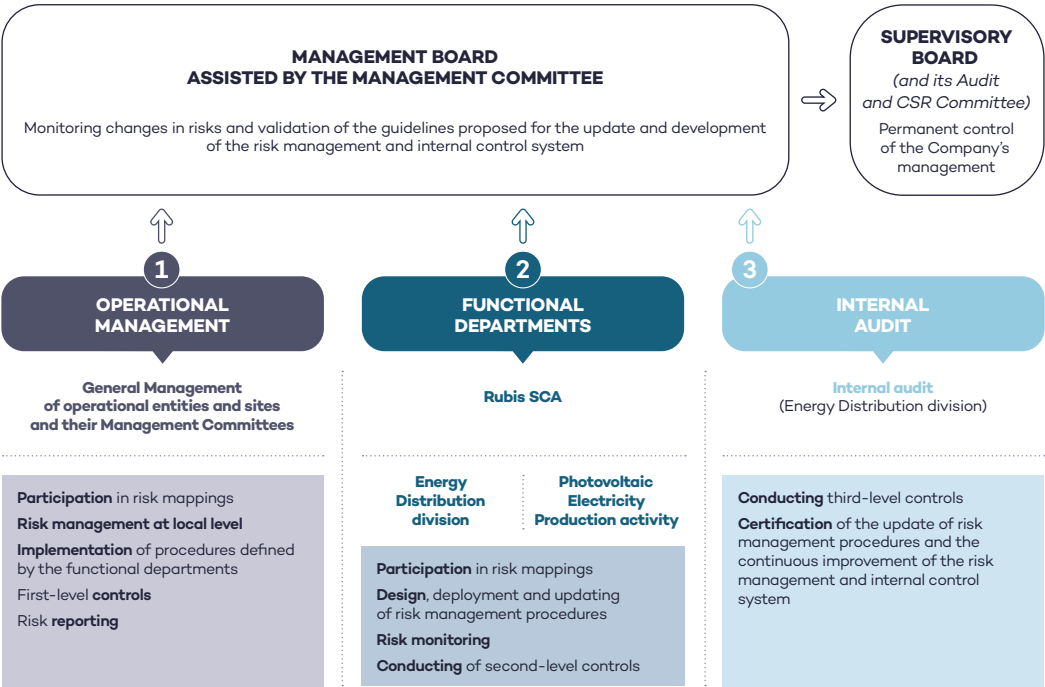 MANAGEMENT BOARD
ASSISTED BY THE MANAGEMENT COMMITTEE
Monitoring changes in risks and validation of the guidelines proposed for the update and development
of the risk management and internal control system
SUPERVISORY
BOARD
(and its Audit
and CSR Committee)
Permanent control
of the Company's
management
1
OPERATIONAL
MANAGEMENT
General Management
of operational entities and sites
and their Management Committees
Participation in risk mappings
Risk management at local level
Implementation of procedures defined
by the functional departments
First-level controls
Risk reporting
2
FUNCTIONAL
DEPARTMENTS
Rubis SCA
Energy
Distribution
division
Photovoltaic
Electricity
Production activity
Participation in risk mappings
Design, deployment and updating
of risk management procedures
Risk monitoring
Conducting of second-level controls
3
INTERNAL
AUDIT
Internal audit
(Energy Distribution division)
Conducting third-level controls
Certification of the update of risk
management procedures and the
continuous improvement of the risk
management and internal control
system